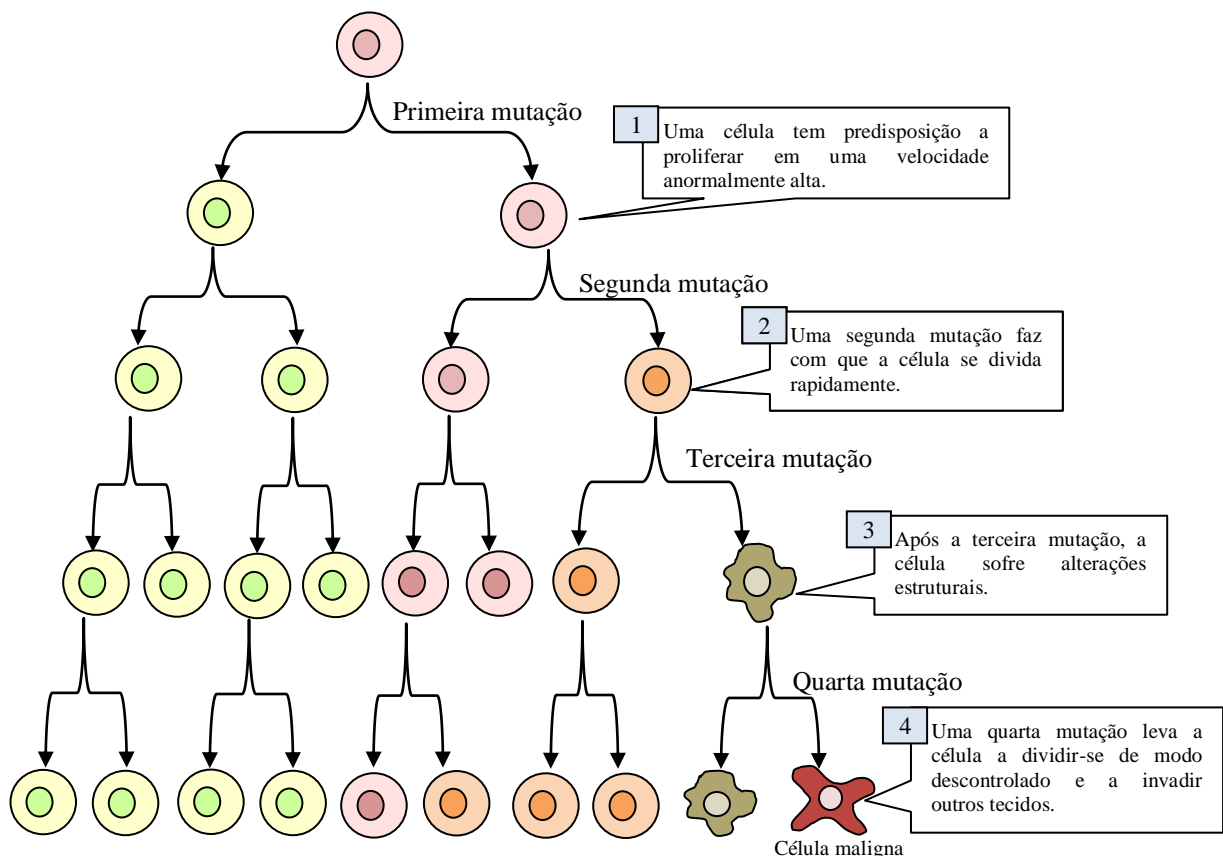 Primeira mutação
1
Uma célula tem predisposição a
proliferar em uma velocidade
anormalmente alta.
Segunda mutação
2
Uma segunda mutação faz
com que a célula se divida
rapidamente.
Terceira mutação
3
Após a terceira mutação, a
célula sofre alterações
estruturais.
Quarta mutação
4
Uma quarta mutação leva a
célula a dividir-se de modo
descontrolado e a invadir
outros tecidos.
Célula maligna